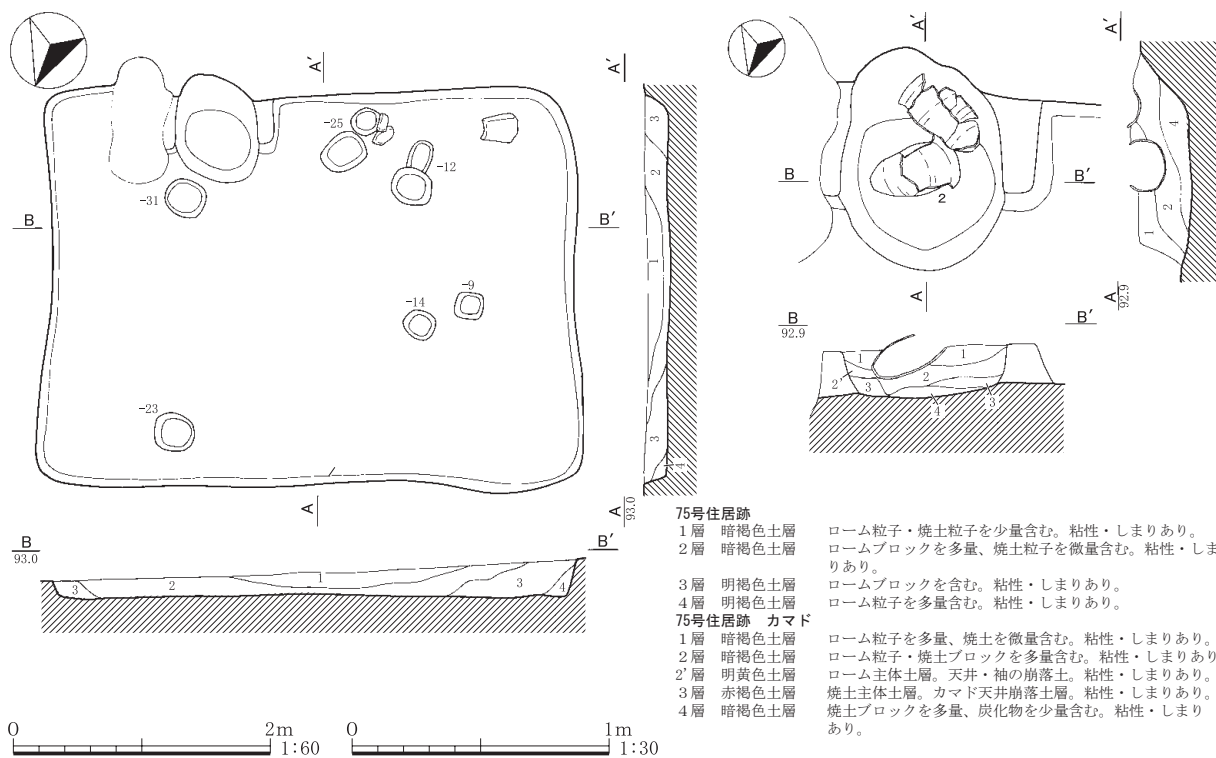 A'
A'
-25
-12
-31
B
B'
-9
-14
-23
A
A
93.0
3
2
1
3
4
B
93.0
B'
3
2
1
3
4
A'
A'
B
B'
2
A
A
92.9
4
2
1
B
92.9
B'
1
1
2'
3
2
3
4
75号住居跡
1層 暗褐色土層 ローム粒子・焼土粒子を少量含む。粘性・しまりあり。
2層 暗褐色土層 ロームブロックを多量、焼土粒子を微量含む。粘性・しま
りあり。
3層 明褐色土層 ロームブロックを含む。粘性・しまりあり。
4層 明褐色土層 ローム粒子を多量含む。粘性・しまりあり。
75号住居跡 カマド
1層 暗褐色土層 ローム粒子を多量、焼土を微量含む。粘性・しまりあり。
2層 暗褐色土層 ローム粒子・焼土ブロックを多量含む。粘性・しまりあり
2'層 明黄色土層 ローム主体土層。天井・袖の崩落土。粘性・しまりあり。
3層 赤褐色土層 焼土主体土層。カマド天井崩落土層。粘性・しまりあり。
4層 暗褐色土層 焼土ブロックを多量、炭化物を少量含む。粘性・しまり
あり。
0 2m
1:60
0 1m
1:30